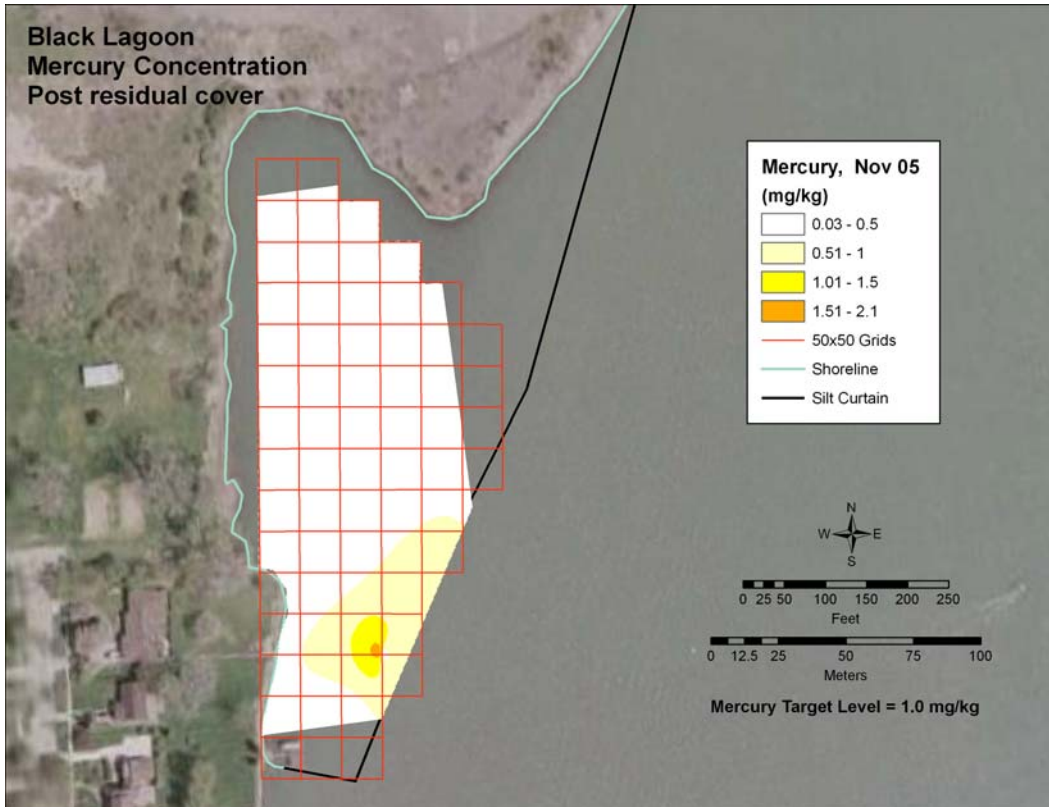 Black Lagoon
Mercury Concentration
Post residual cover
Mercury, Nov 05
(mg/kg)
0.03 - 0.5
0.51 - 1
1.01 - 1.5
1.51 - 2.1
50x50 Grids
Shoreline
Silt Curtain
N
W E
S
0 25 50 100 150 200 250
Feet
0 12.5 25 50 75 100
Meters
Mercury Target Level = 1.0 mg/kg